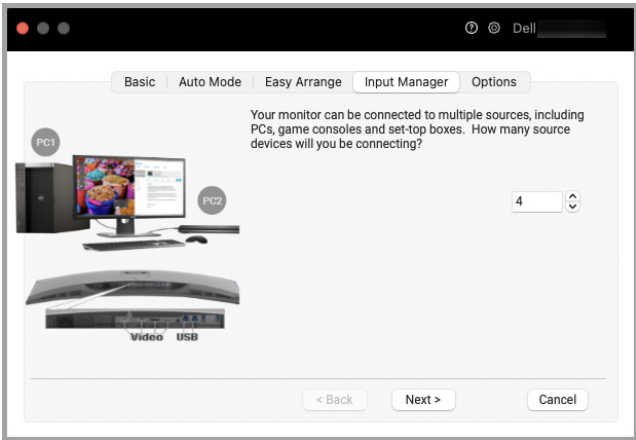 Dell
Basic Auto Mode Easy Arrange Input Manager Options
Your monitor can be connected to multiple sources, including
PCs, game consoles and set-top boxes. How many source
devices will you be connecting?
PC1
PC2
4
Video USB
< Back Next > Cancel